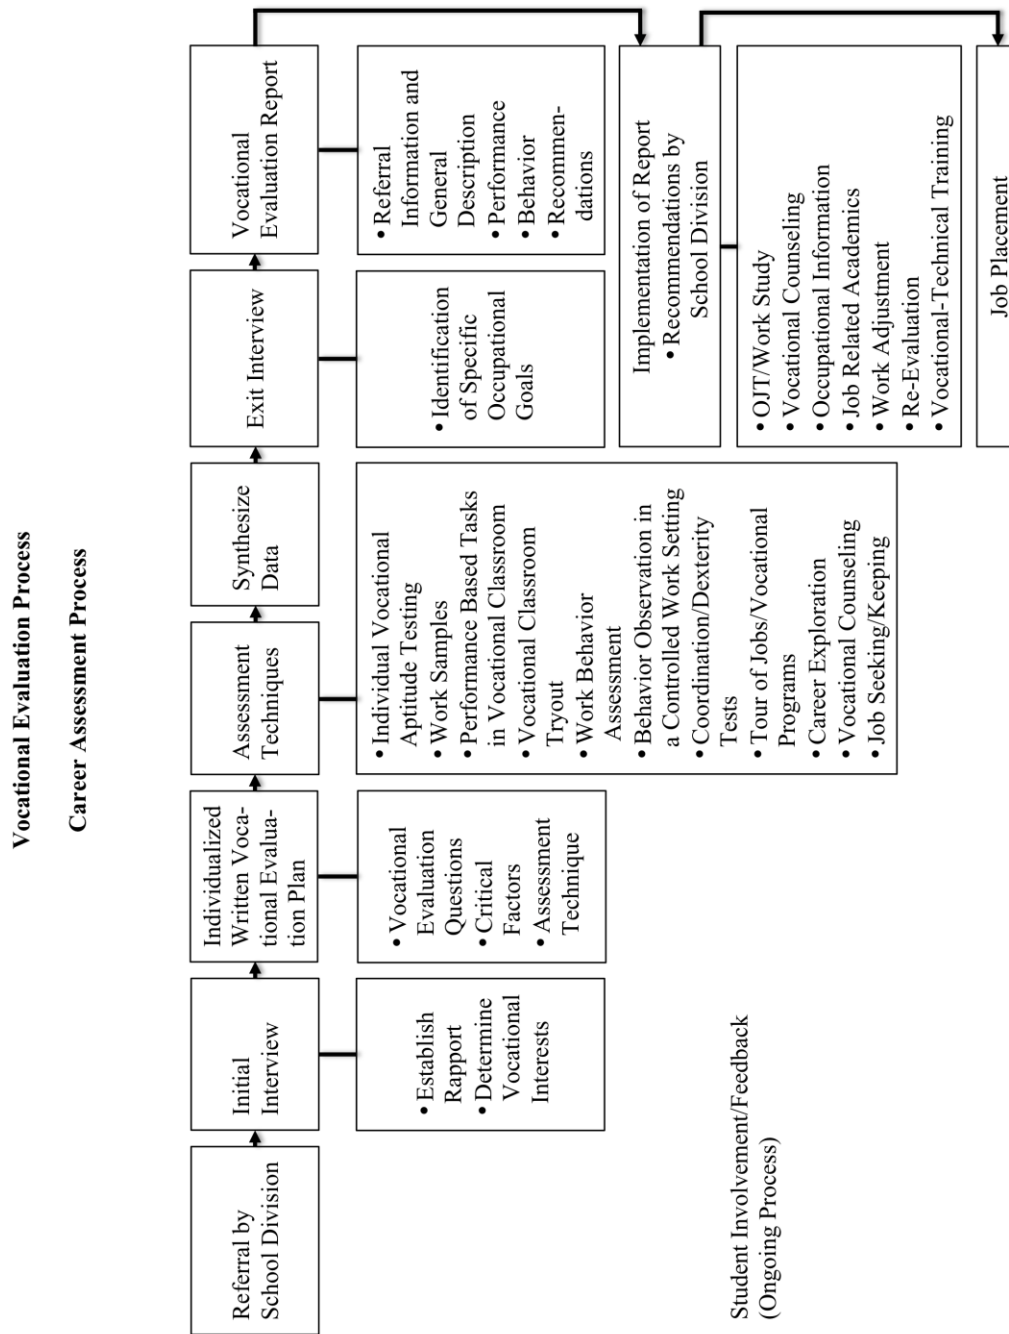 Vocational Evaluation Process
Career Assessment Process
Referral by
School Division
Initial
Interview
Individualized
Written Voca-
tional Evalua-
tion Plan
Assessment
Techniques
Synthesize
Data
Exit Interview
Vocational
Evaluation Report
• Establish
Rapport
• Determine
Vocational
Interests
• Vocational
Evaluation
Questions
• Critical
Factors
• Assessment
Technique
• Individual Vocational
Aptitude Testing
• Work Samples
• Performance Based Tasks
in Vocational Classroom
• Vocational Classroom
Tryout
• Work Behavior
Assessment
• Behavior Observation in
a Controlled Work Setting
• Coordination/Dexterity
Tests
• Tour of Jobs/Vocational
Programs
• Career Exploration
• Vocational Counseling
• Job Seeking/Keeping
• Identification
of Specific
Occupational
Goals
• Referral
Information and
General
Description
• Performance
• Behavior
• Recommen-
dations
Implementation of Report
• Recommendations by
School Division
• OJT/Work Study
• Vocational Counseling
• Occupational Information
• Job Related Academics
• Work Adjustment
• Re-Evaluation
• Vocational-Technical Training
Job Placement
Student Involvement/Feedback
(Ongoing Process)